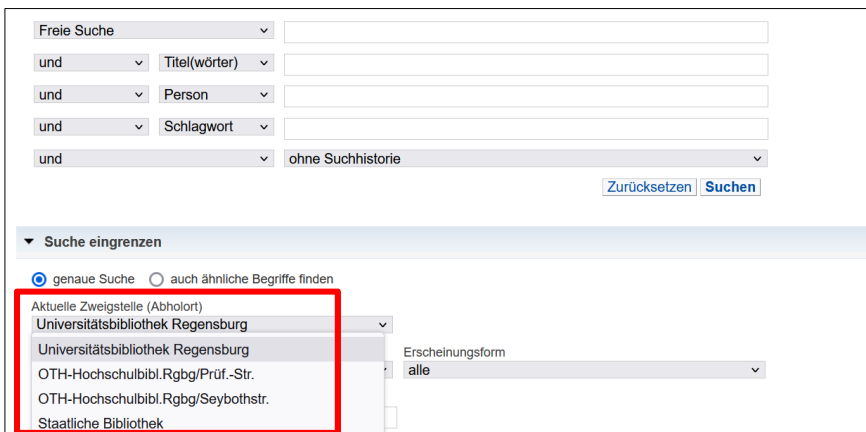 Freie Suche
und Titel(wörter)
und Person
und Schlagwort
und ohne Suchhistorie
Zurücksetzen Suchen
Suche eingrenzen
genaue Suche auch ähnliche Begriffe finden
Aktuelle Zweigstelle (Abholort)
Universitätsbibliothek Regensburg
Universitätsbibliothek Regensburg Erscheinungsform
OTH-Hochschulbibl.Rgbg/Prüf.-Str. alle
OTH-Hochschulbibl.Rgbg/Seybothstr.
Staatliche Bibliothek